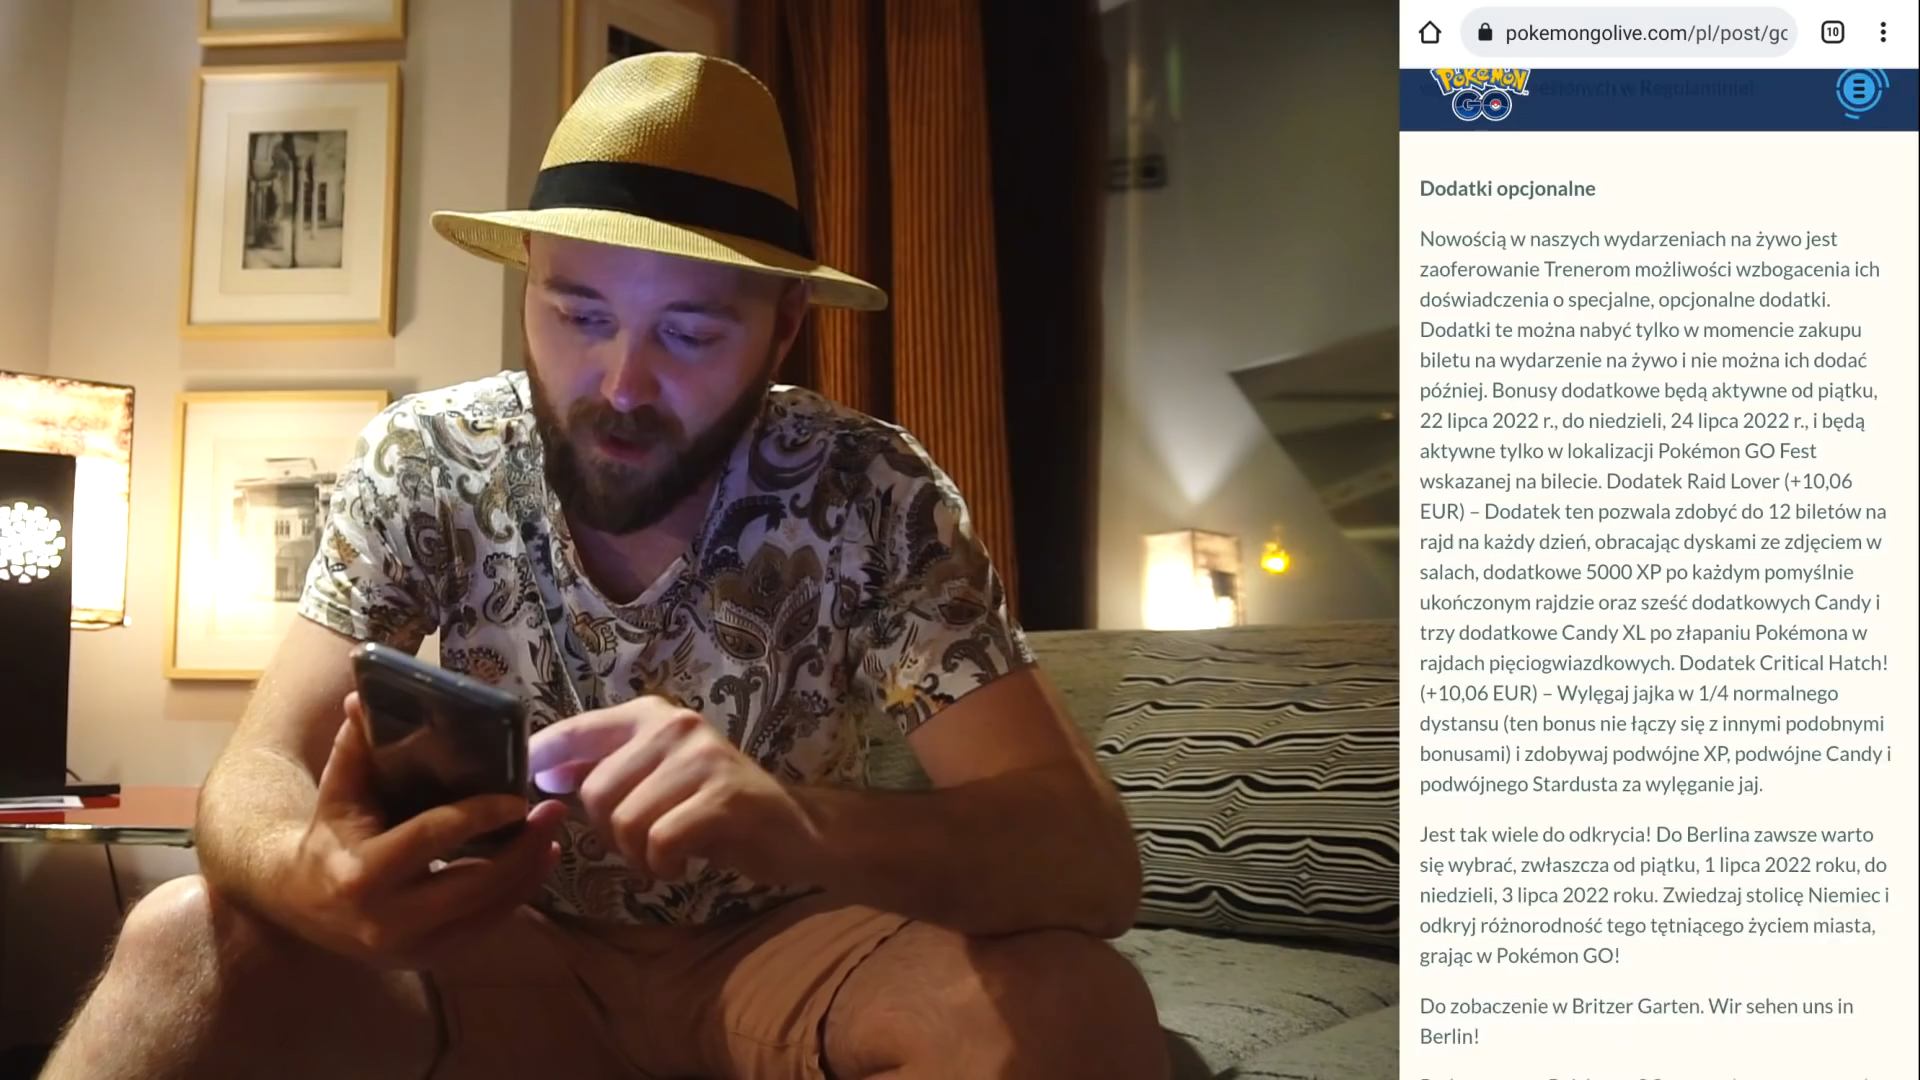 pokemongolive.com/pl/post/gc
10
POKÉMON
GO
w Regulaminie!
Dodatki opcjonalne
Nowością w naszych wydarzeniach na żywo jest
zaoferowanie Trenerom możliwości wzbogacenia ich
doświadczenia o specjalne, opcjonalne dodatki.
Dodatki te można nabyć tylko w momencie zakupu
biletu na wydarzenie na żywo i nie można ich dodać
później. Bonusy dodatkowe będą aktywne od piątku,
22 lipca 2022 r., do niedzieli, 24 lipca 2022 r., i będą
aktywne tylko w lokalizacji Pokémon GO Fest
wskazanej na bilecie. Dodatek Raid Lover (+10,06
EUR) – Dodatek ten pozwala zdobyć do 12 biletów na
rajd na każdy dzień, obracając dyskami ze zdjęciem w
salach, dodatkowe 5000 XP po każdym pomyślnie
ukończonym rajdzie oraz sześć dodatkowych Candy i
trzy dodatkowe Candy XL po złapaniu Pokémona w
rajdach pięciogwiazdkowych. Dodatek Critical Hatch!
(+10,06 EUR) – Wylęgaj jajka w 1/4 normalnego
dystansu (ten bonus nie łączy się z innymi podobnymi
bonusami) i zdobywaj podwójne XP, podwójne Candy i
podwójnego Stardusta za wylęganie jaj.
Jest tak wiele do odkrycia! Do Berlina zawsze warto
się wybrać, zwłaszcza od piątku, 1 lipca 2022 roku, do
niedzieli, 3 lipca 2022 roku. Zwiedzaj stolicę Niemiec i
odkryj różnorodność tego tętniącego życiem miasta,
grając w Pokémon GO!
Do zobaczenie w Britzer Garten. Wir sehen uns in
Berlin!